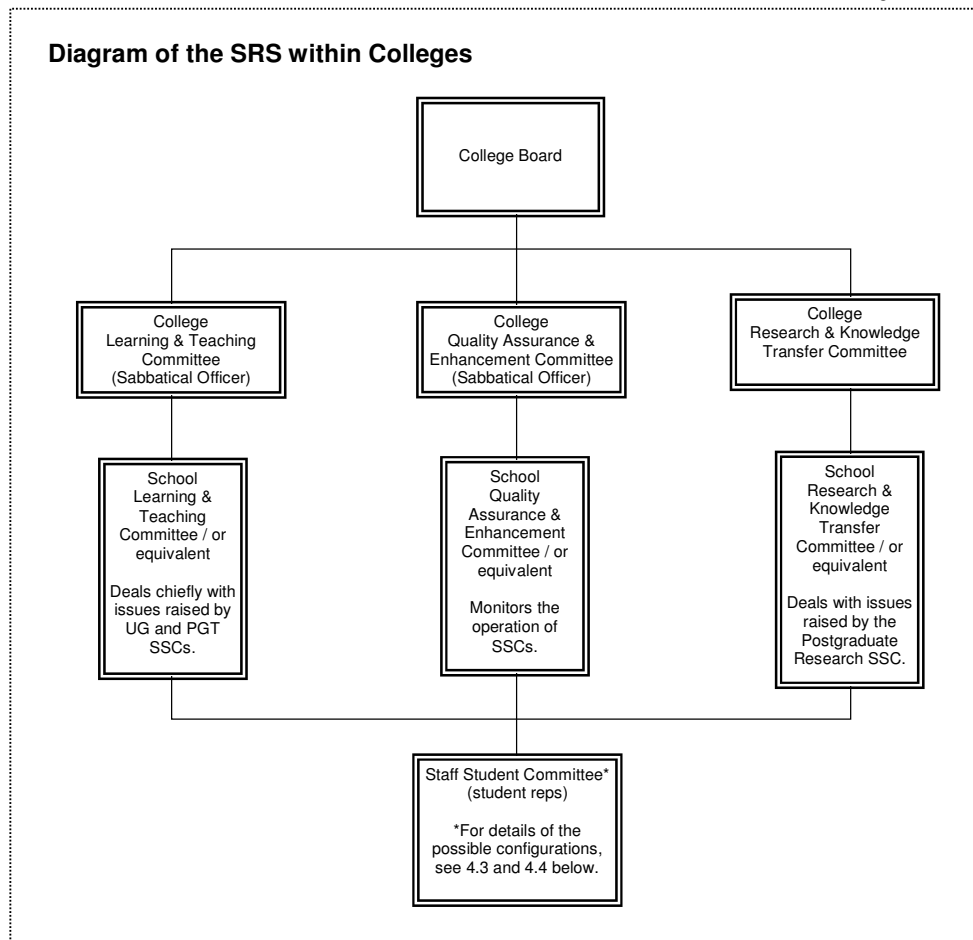 Diagram of the SRS within Colleges
College Board
College
Learning & Teaching
Committee
(Sabbatical Officer)
College
Quality Assurance &
Enhancement Committee
(Sabbatical Officer)
College
Research & Knowledge
Transfer Committee
School
Learning &
Teaching
Committee / or
equivalent
Deals chiefly with
issues raised by
UG and PGT
SSCs.
School
Quality
Assurance &
Enhancement
Committee / or
equivalent
Monitors the
operation of
SSCs.
School
Research &
Knowledge
Transfer
Committee / or
equivalent
Deals with issues
raised by the
Postgraduate
Research SSC.
Staff Student Committee*
(student reps)
*For details of the
possible configurations,
see 4.3 and 4.4 below.